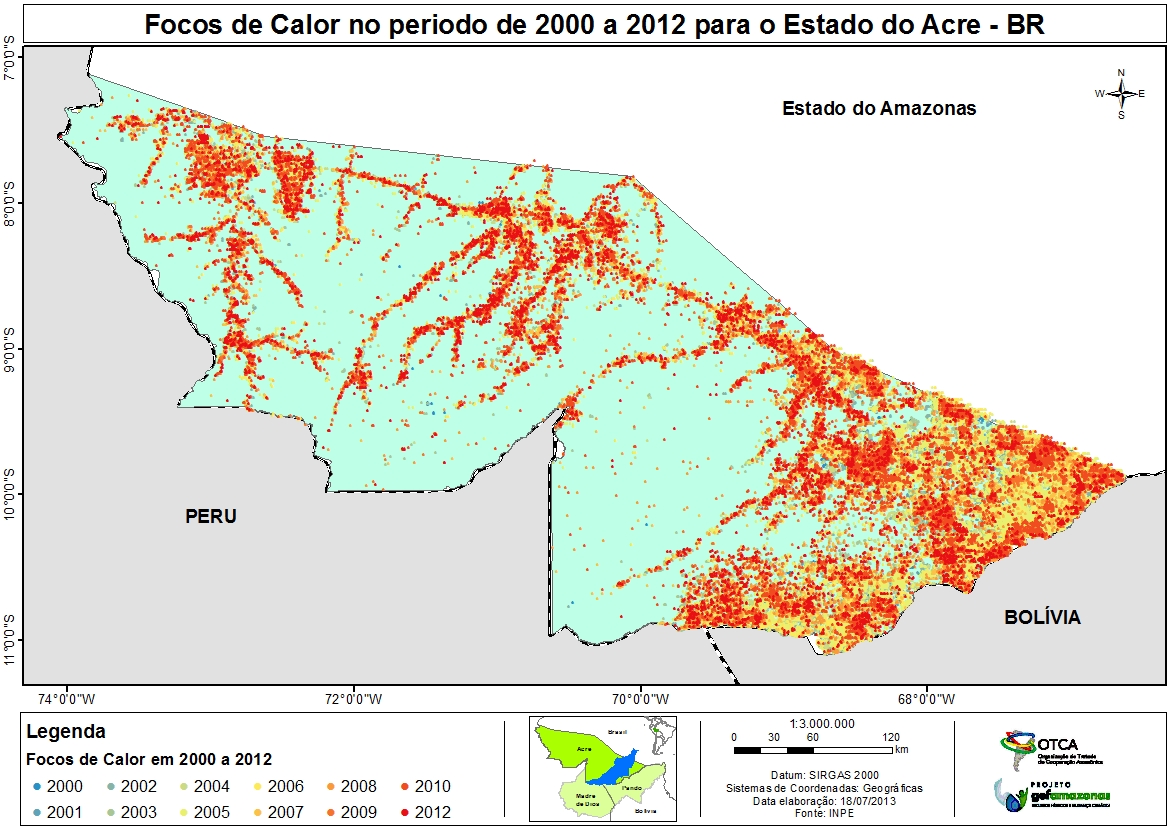 Focos de Calor no periodo de 2000 a 2012 para o Estado do Acre - BR
7°0'0"S
8°0'0"S
9°0'0"S
10°0'0"S
11°0'0"S
Estado do Amazonas
N
W E
S
PERU
BOLÍVIA
74°0'0"W 72°0'0"W 70°0'0"W 68°0'0"W
Legenda
Focos de Calor em 2000 a 2012
2000 2002 2004 2006 2008 2010
2001 2003 2005 2007 2009 2012
Brasil
Acre
Pando
Madre
de Dios
Bolívia
1:3.000.000
0 30 60 120
km
Datum: SIRGAS 2000
Sistemas de Coordenadas: Geográficas
Data elaboração: 18/07/2013
Fonte: INPE
OTCA
Organização do Tratado
de Cooperação Amazônica
PROJETO
gefamazonas